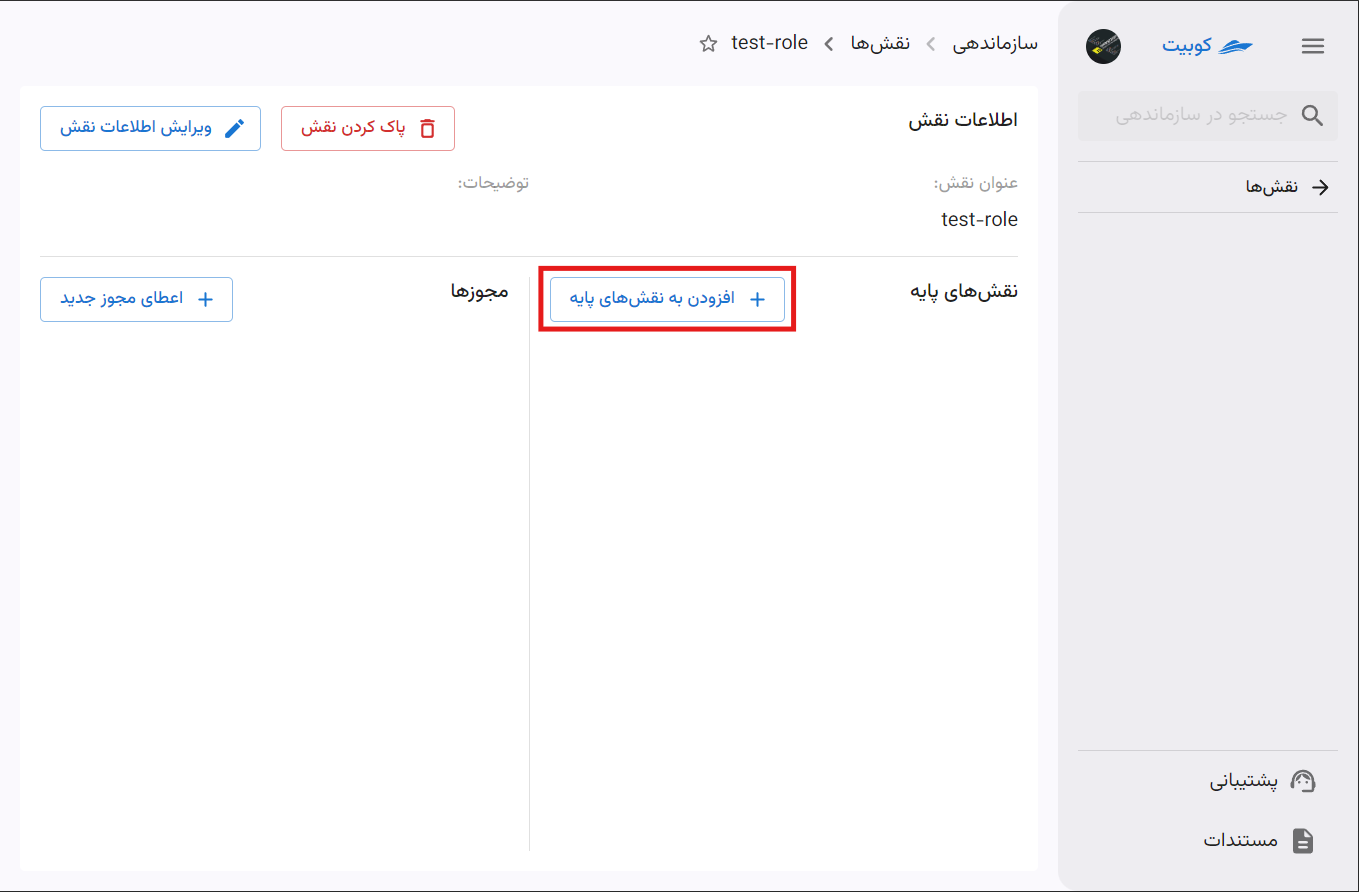 کوبیت
جستجو در سازماندهی
نقش‌ها
پشتیبانی
مستندات
سازماندهی
نقش‌ها
test-role
اطلاعات نقش
پاک کردن نقش
ویرایش اطلاعات نقش
عنوان نقش:
test-role
توضیحات:
نقش‌های پایه
افزودن به نقش‌های پایه
مجوزها
اعطای مجوز جدید